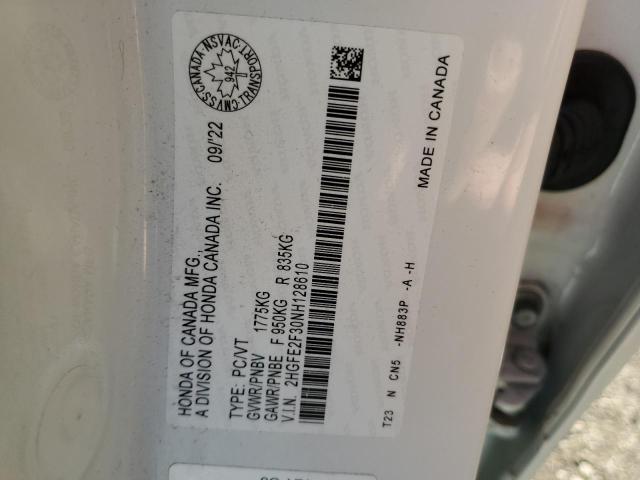 HONDA OF CANADA MFG.,
A DIVISION OF HONDA CANADA INC. 09/'22
CMVSS-CANADA-NSVAC-TRANSPORT
942
TYPE: PC/VT
GVWR/PNBV 1775KG
GAWR/PNBE F 950KG R 835KG
V.I.N. 2HGFE2F30NH128610
T23 N CN5 -NH883P -A -H
MADE IN CANADA